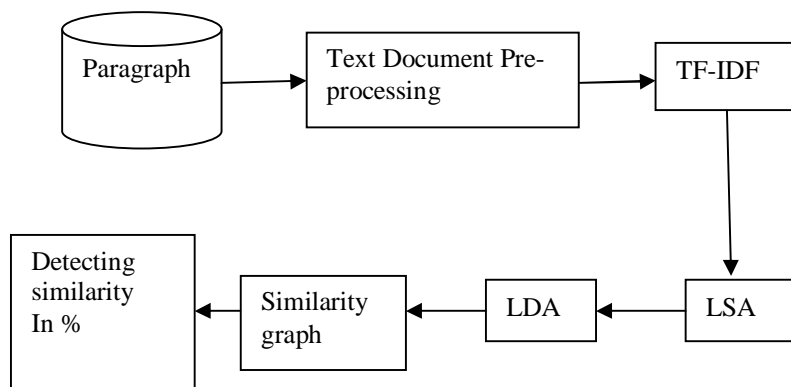 Paragraph
Text Document Pre-
processing
TF-IDF
LSA
LDA
Similarity
graph
Detecting
similarity
In %